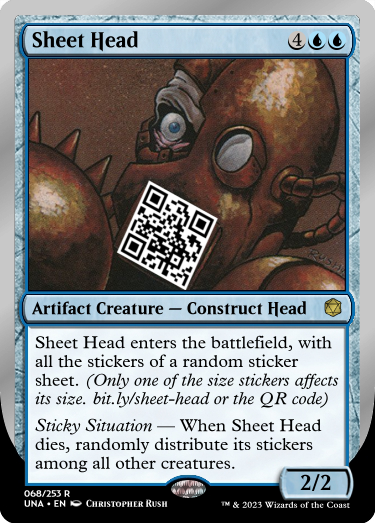 Sheet Head 4
Artifact Creature — Construct Head
Sheet Head enters the battlefield, with
all the stickers of a random sticker
sheet. (Only one of the size stickers affects
its size. bit.ly/sheet-head or the QR code)
Sticky Situation — When Sheet Head
dies, randomly distribute its stickers
among all other creatures.
2/2
068/253 R
UNA • EN Christopher Rush
™ & 2023 Wizards of the Coast